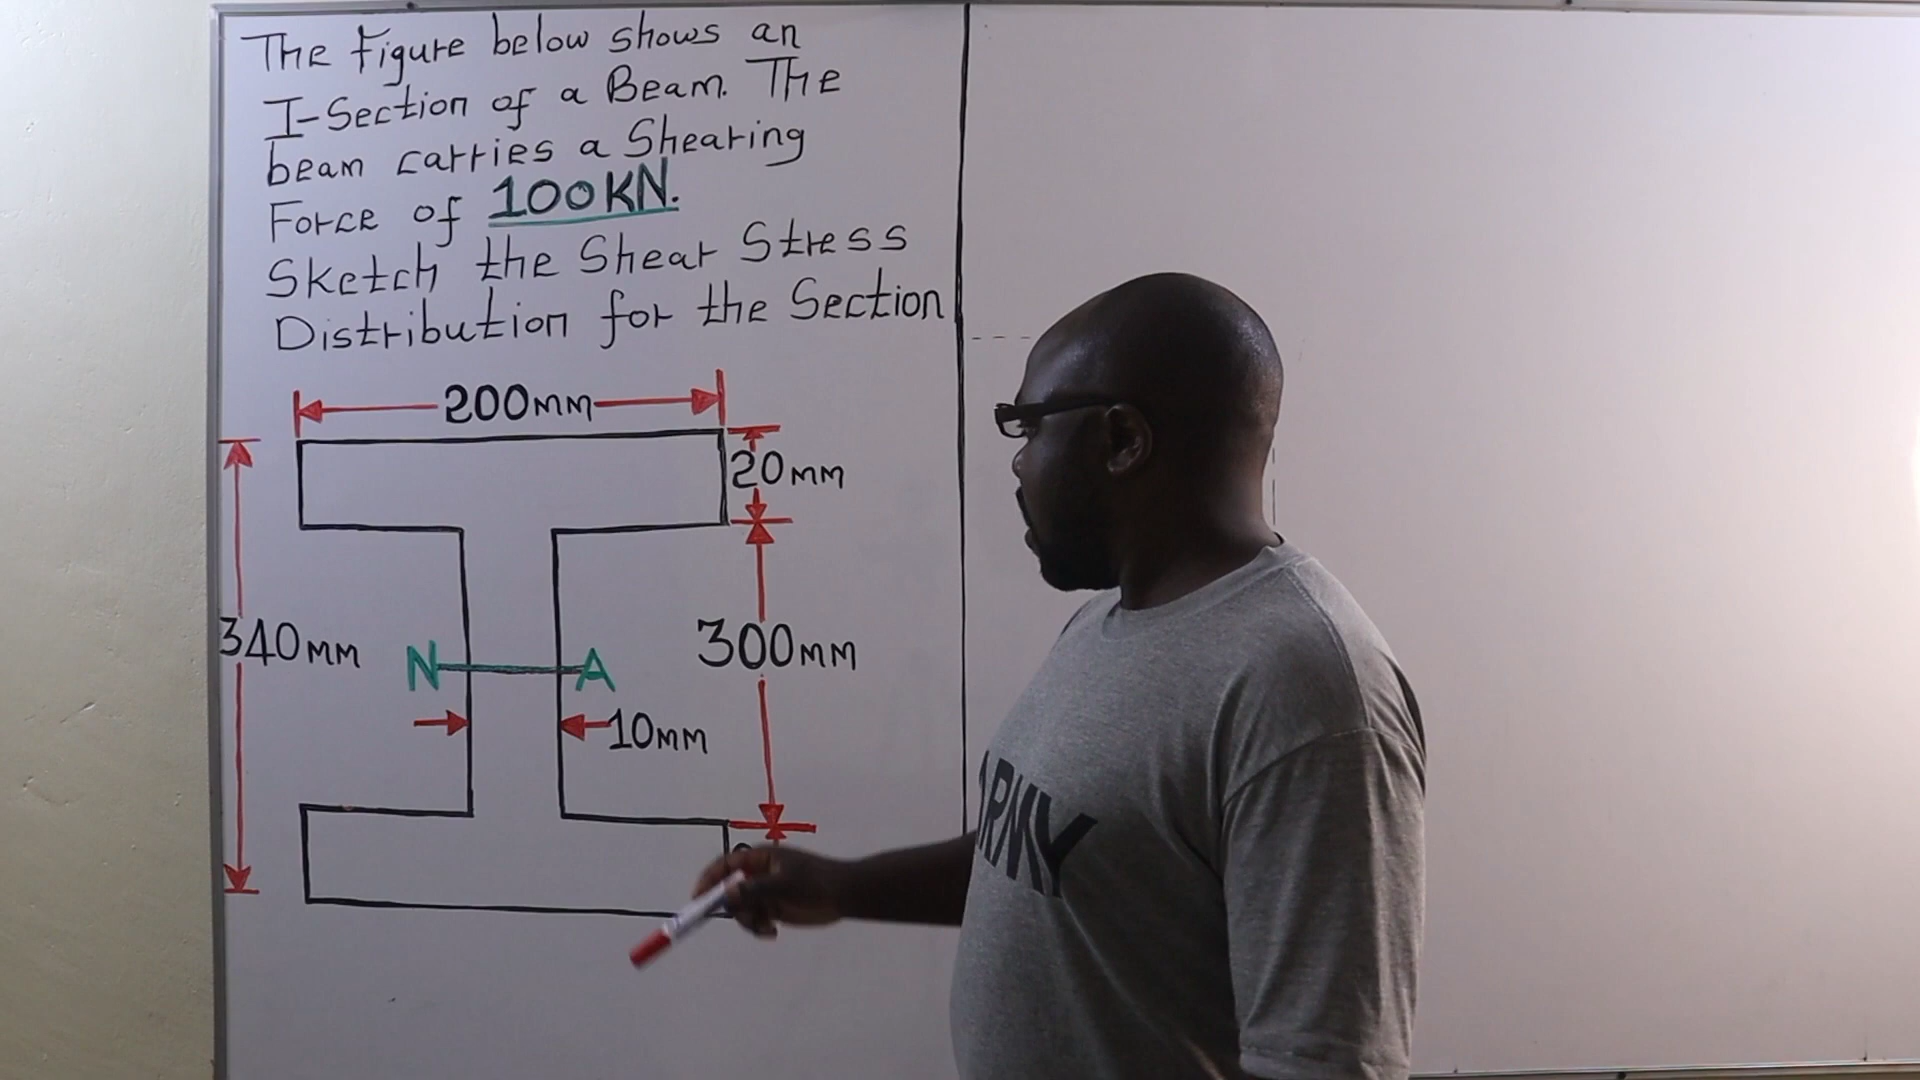 The Figure below shows an
I-Section of a Beam. The
beam carries a Shearing
Force of 100KN.
Sketch the Shear Stress
Distribution for the Section
200mm
20mm
340mm
N A
300mm
10mm